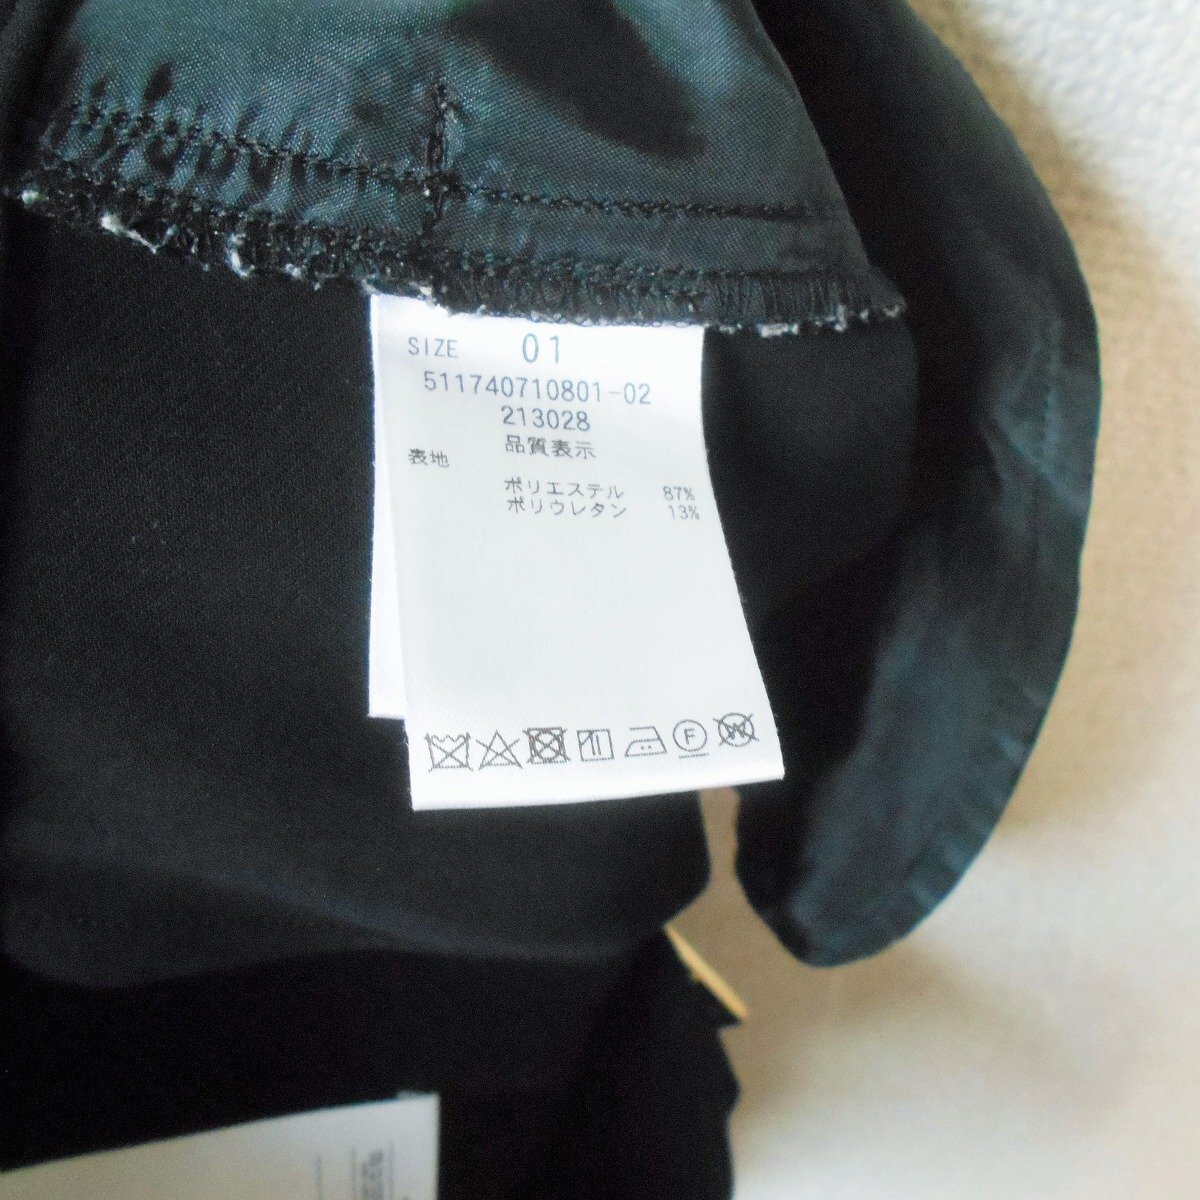 SIZE 01
511740710801-02
213028
品質表示
表地
ポリエステル 87%
ポリウレタン 13%
F
W